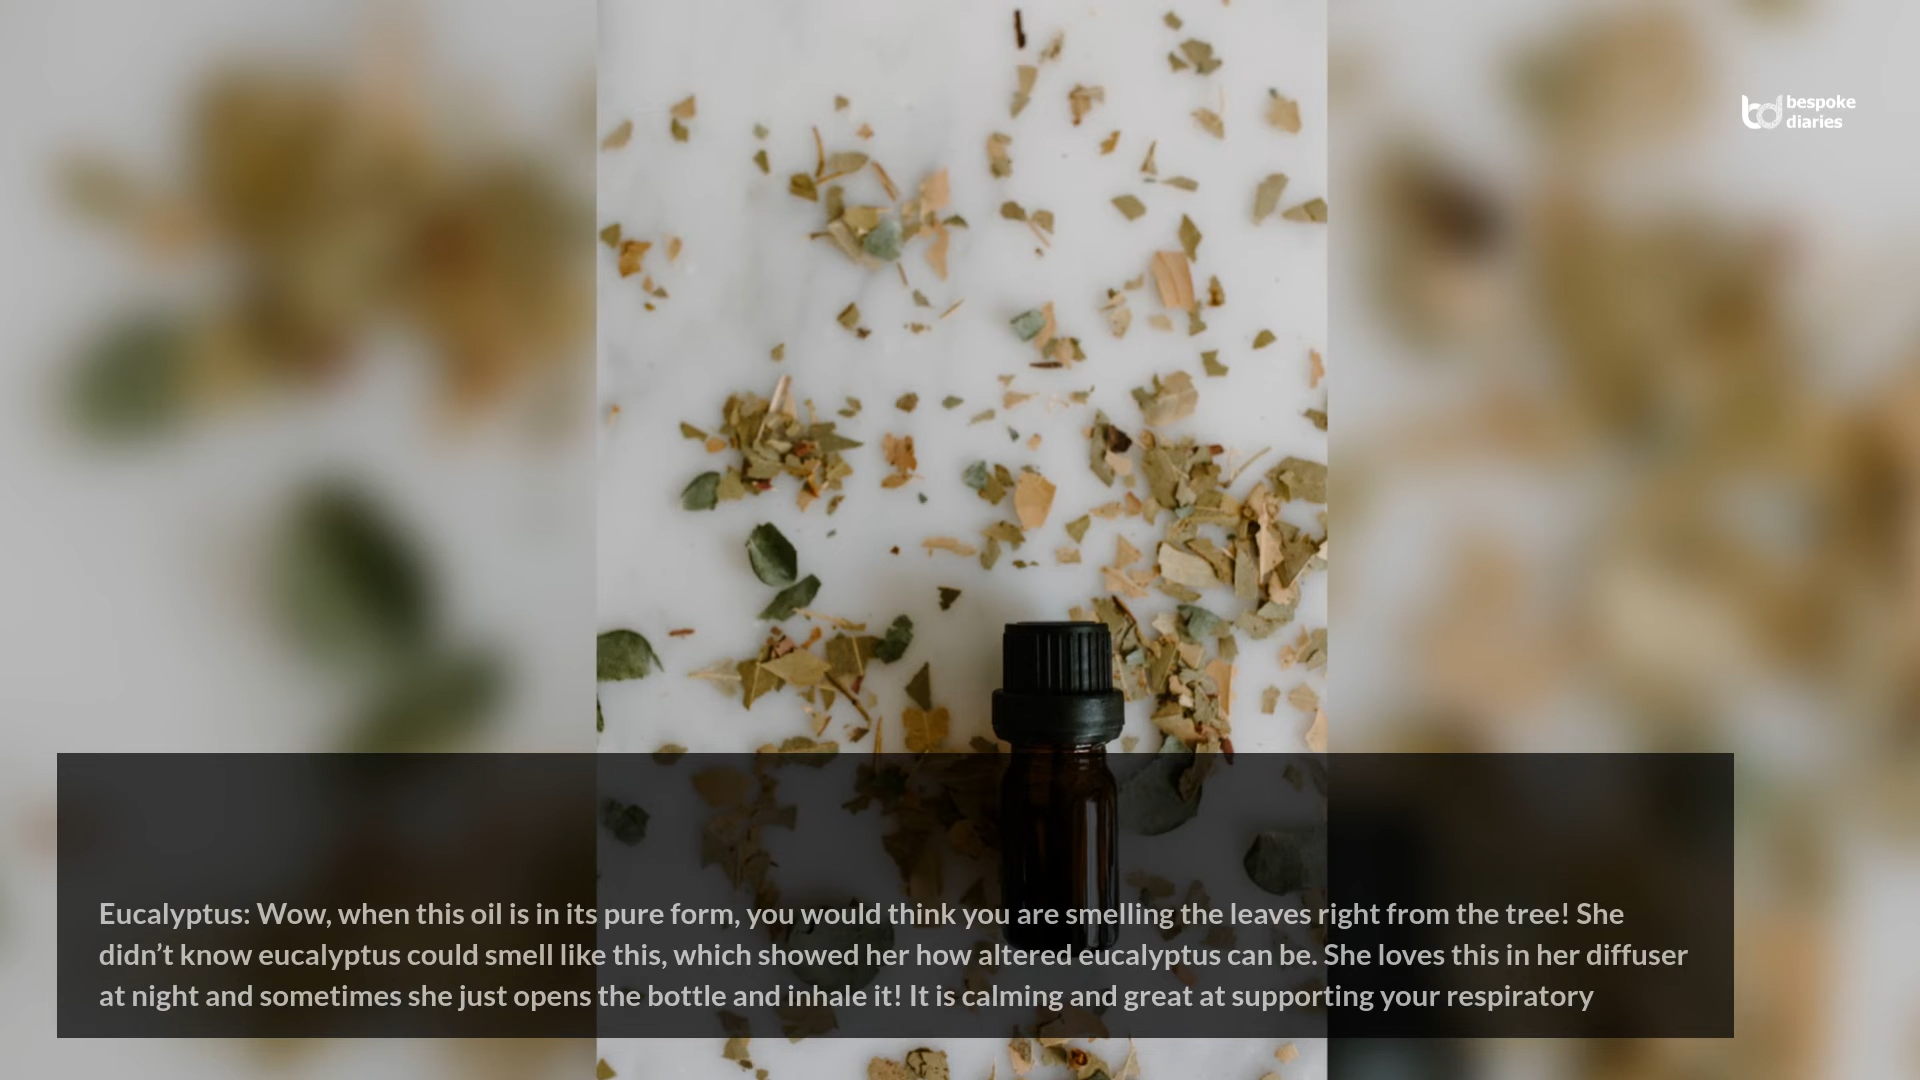 bespoke
diaries
Eucalyptus: Wow, when this oil is in its pure form, you would think you are smelling the leaves right from the tree! She
didn’t know eucalyptus could smell like this, which showed her how altered eucalyptus can be. She loves this in her diffuser
at night and sometimes she just opens the bottle and inhale it! It is calming and great at supporting your respiratory